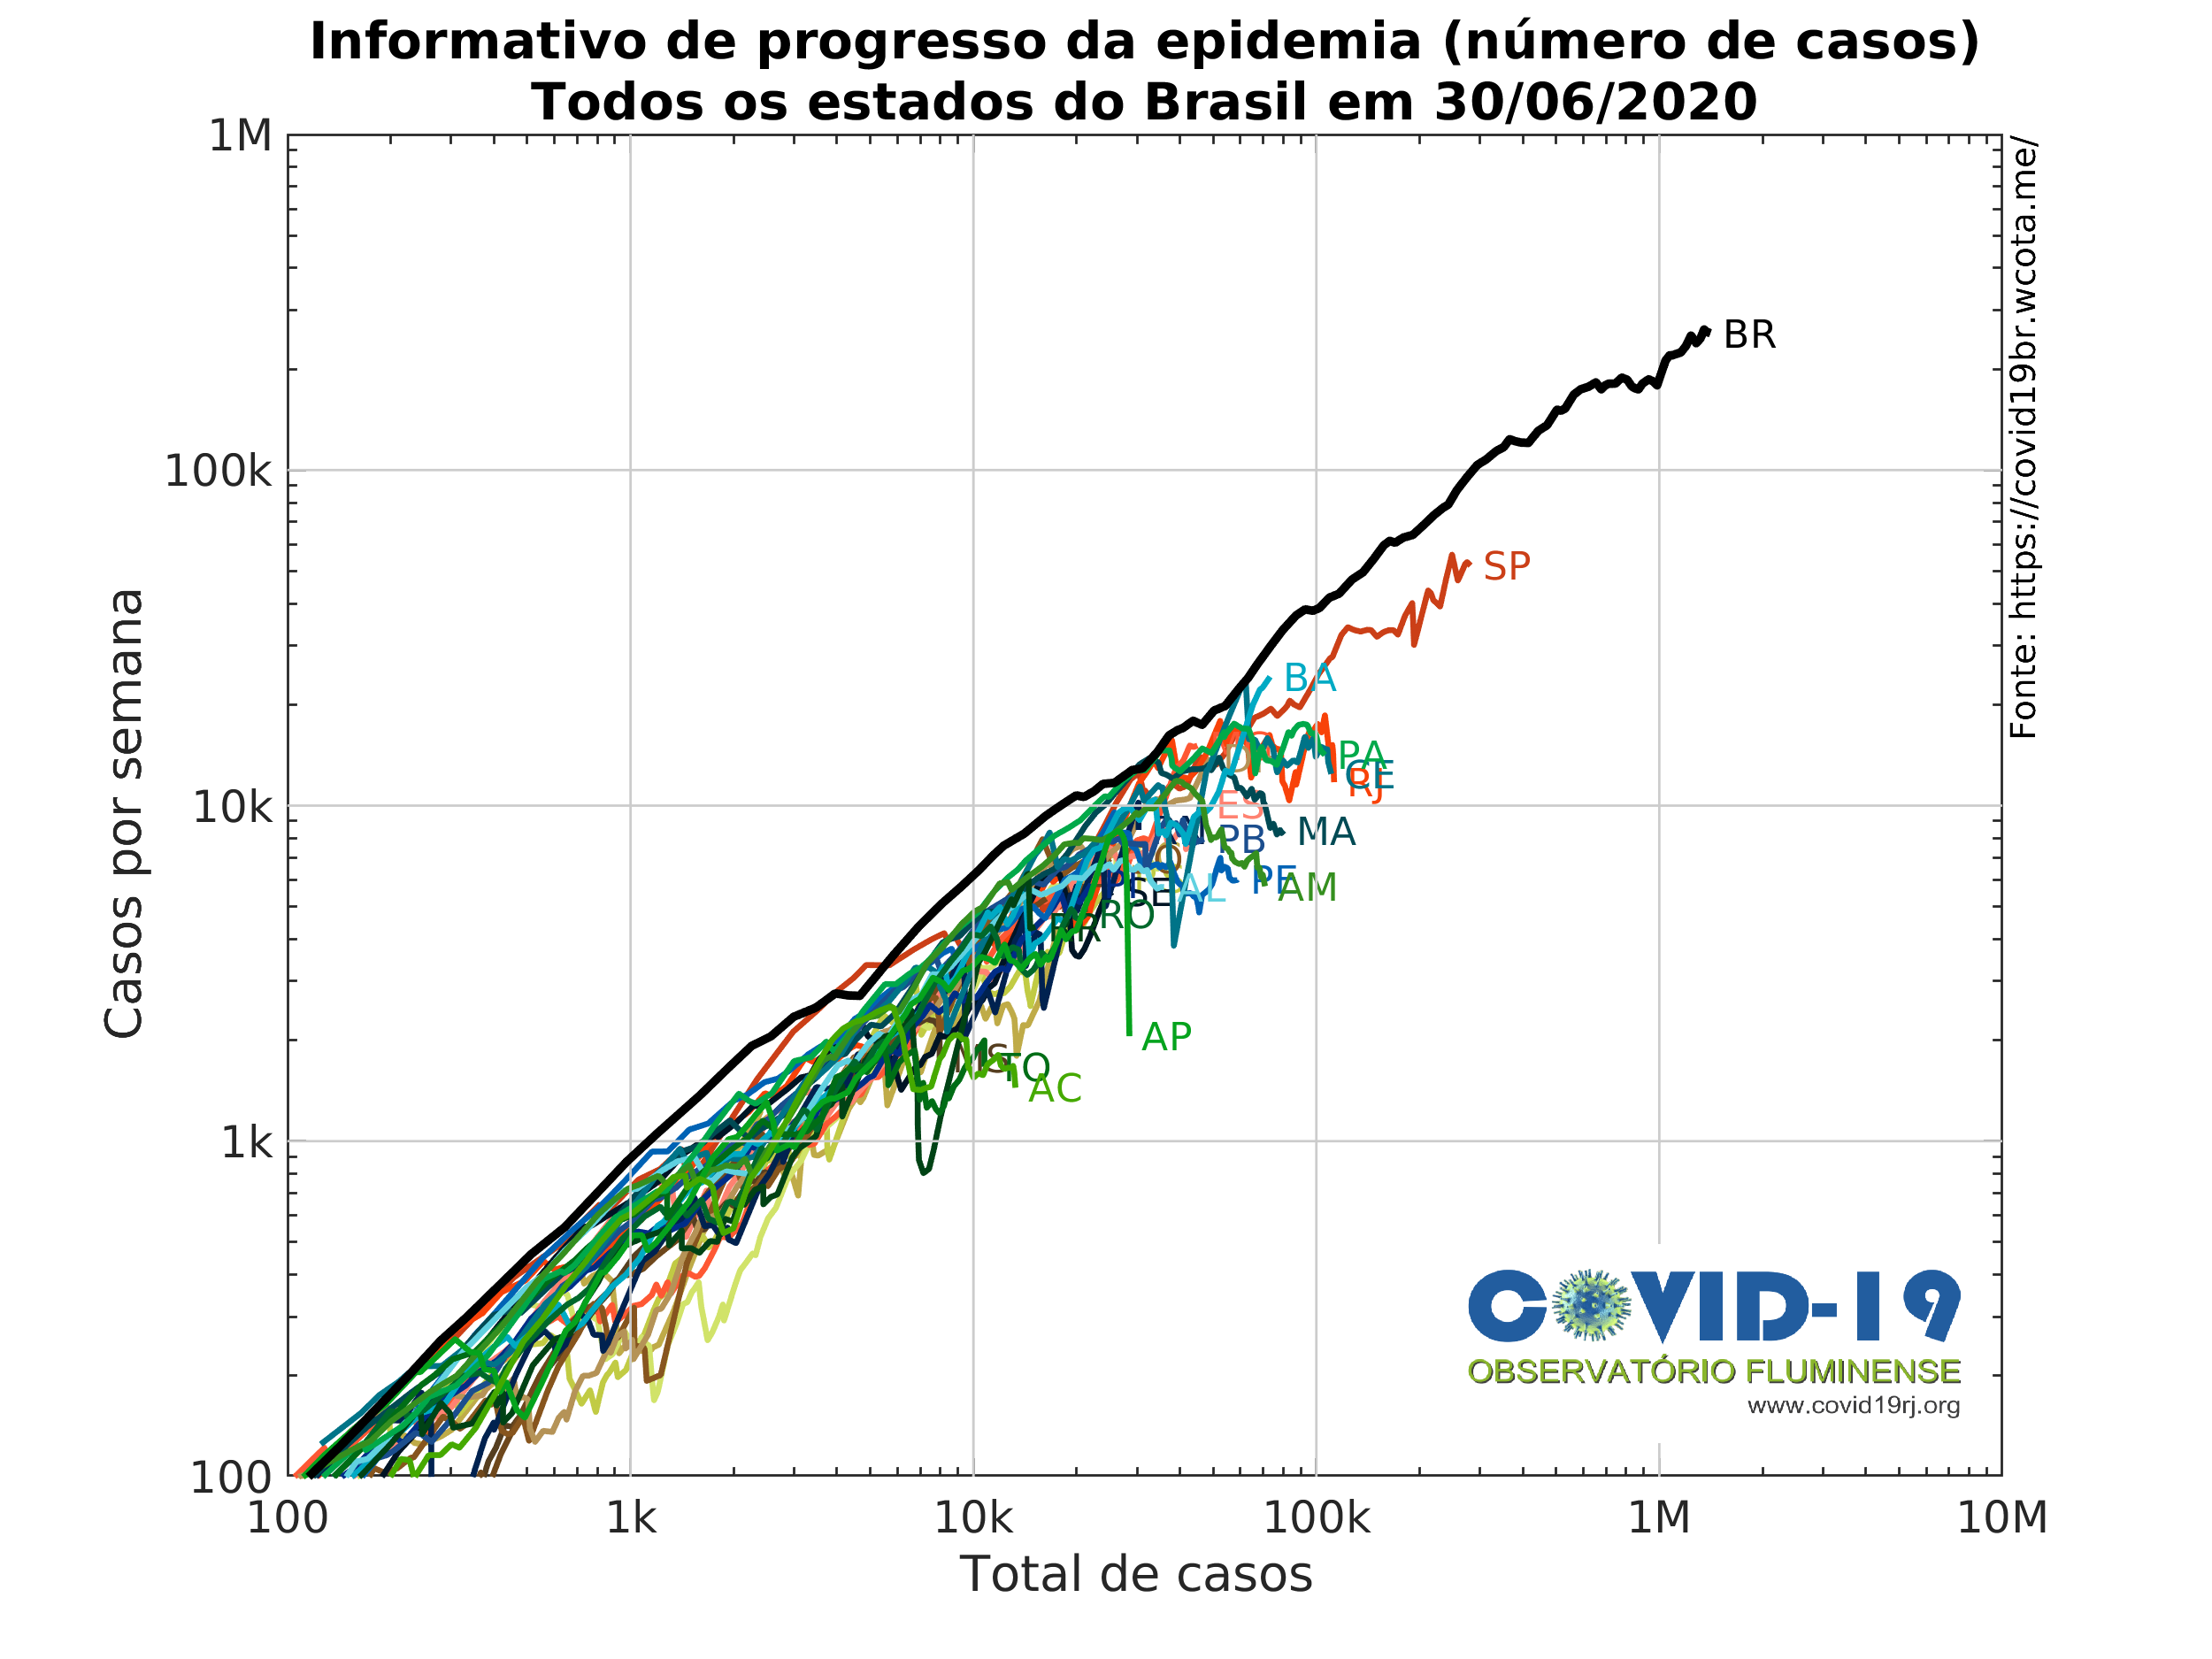 Informativo de progresso da epidemia (número de casos)
Todos os estados do Brasil em 30/06/2020
1M
100k
10k
1k
100
Casos por semana
100
1k
10k
100k
1M
10M
Total de casos
Fonte: https://covid19br.wcota.me/
BR
SP
BA
PA
CE
RJ
ES
MA
PB
PE
AM
AL
SE
RO
RR
AP
TO
AC
COVID-19
OBSERVATÓRIO FLUMINENSE
www.covid19rj.org